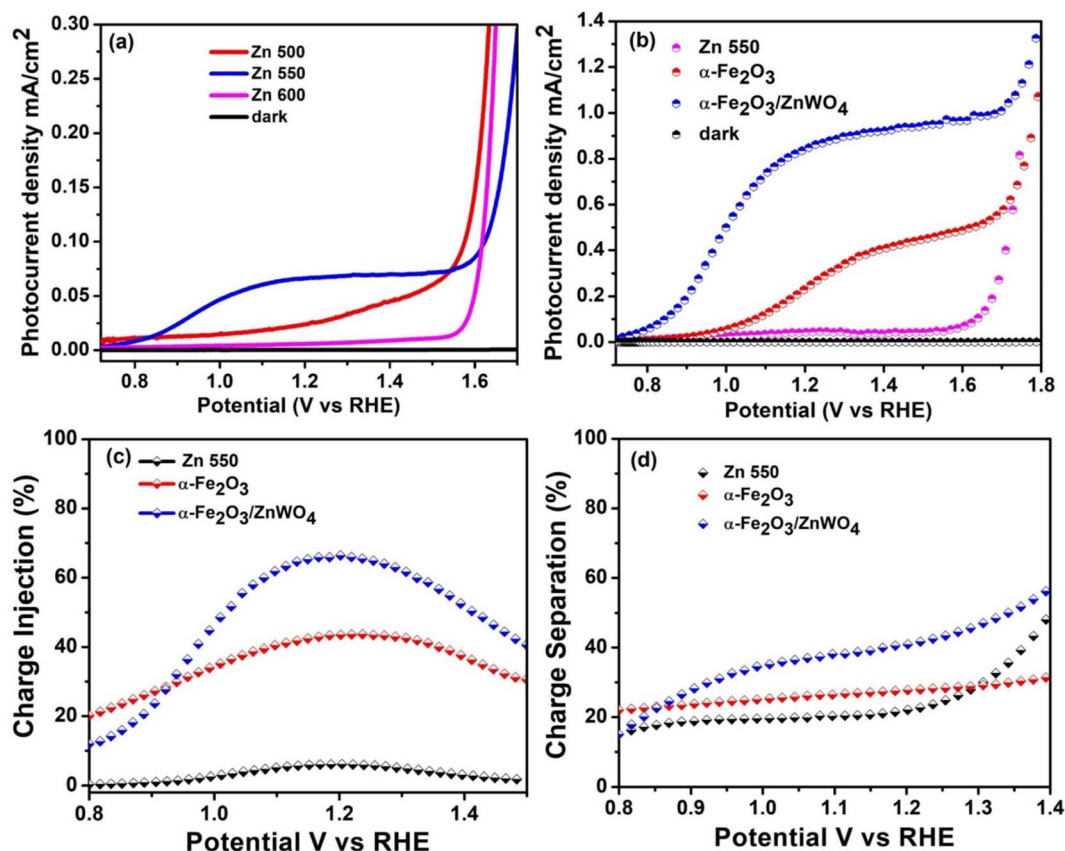 (a)
Zn 500
Zn 550
Zn 600
dark
0.30
0.25
0.20
0.15
0.10
0.05
0.00
Photocurrent density mA/cm²
0.8 1.0 1.2 1.4 1.6
Potential (V vs RHE)
(b)
Zn 550
α-Fe₂O₃
α-Fe₂O₃/ZnWO₄
dark
1.4
1.2
1.0
0.8
0.6
0.4
0.2
0.0
Photocurrent density mA/cm²
0.8 1.0 1.2 1.4 1.6 1.8
Potential (V vs RHE)
(c)
Zn 550
α-Fe₂O₃
α-Fe₂O₃/ZnWO₄
100
80
60
40
20
0
Charge Injection (%)
0.8 1.0 1.2 1.4
Potential V vs RHE
(d)
Zn 550
α-Fe₂O₃
α-Fe₂O₃/ZnWO₄
100
80
60
40
20
0
Charge Separation (%)
0.8 0.9 1.0 1.1 1.2 1.3 1.4
Potential V vs RHE